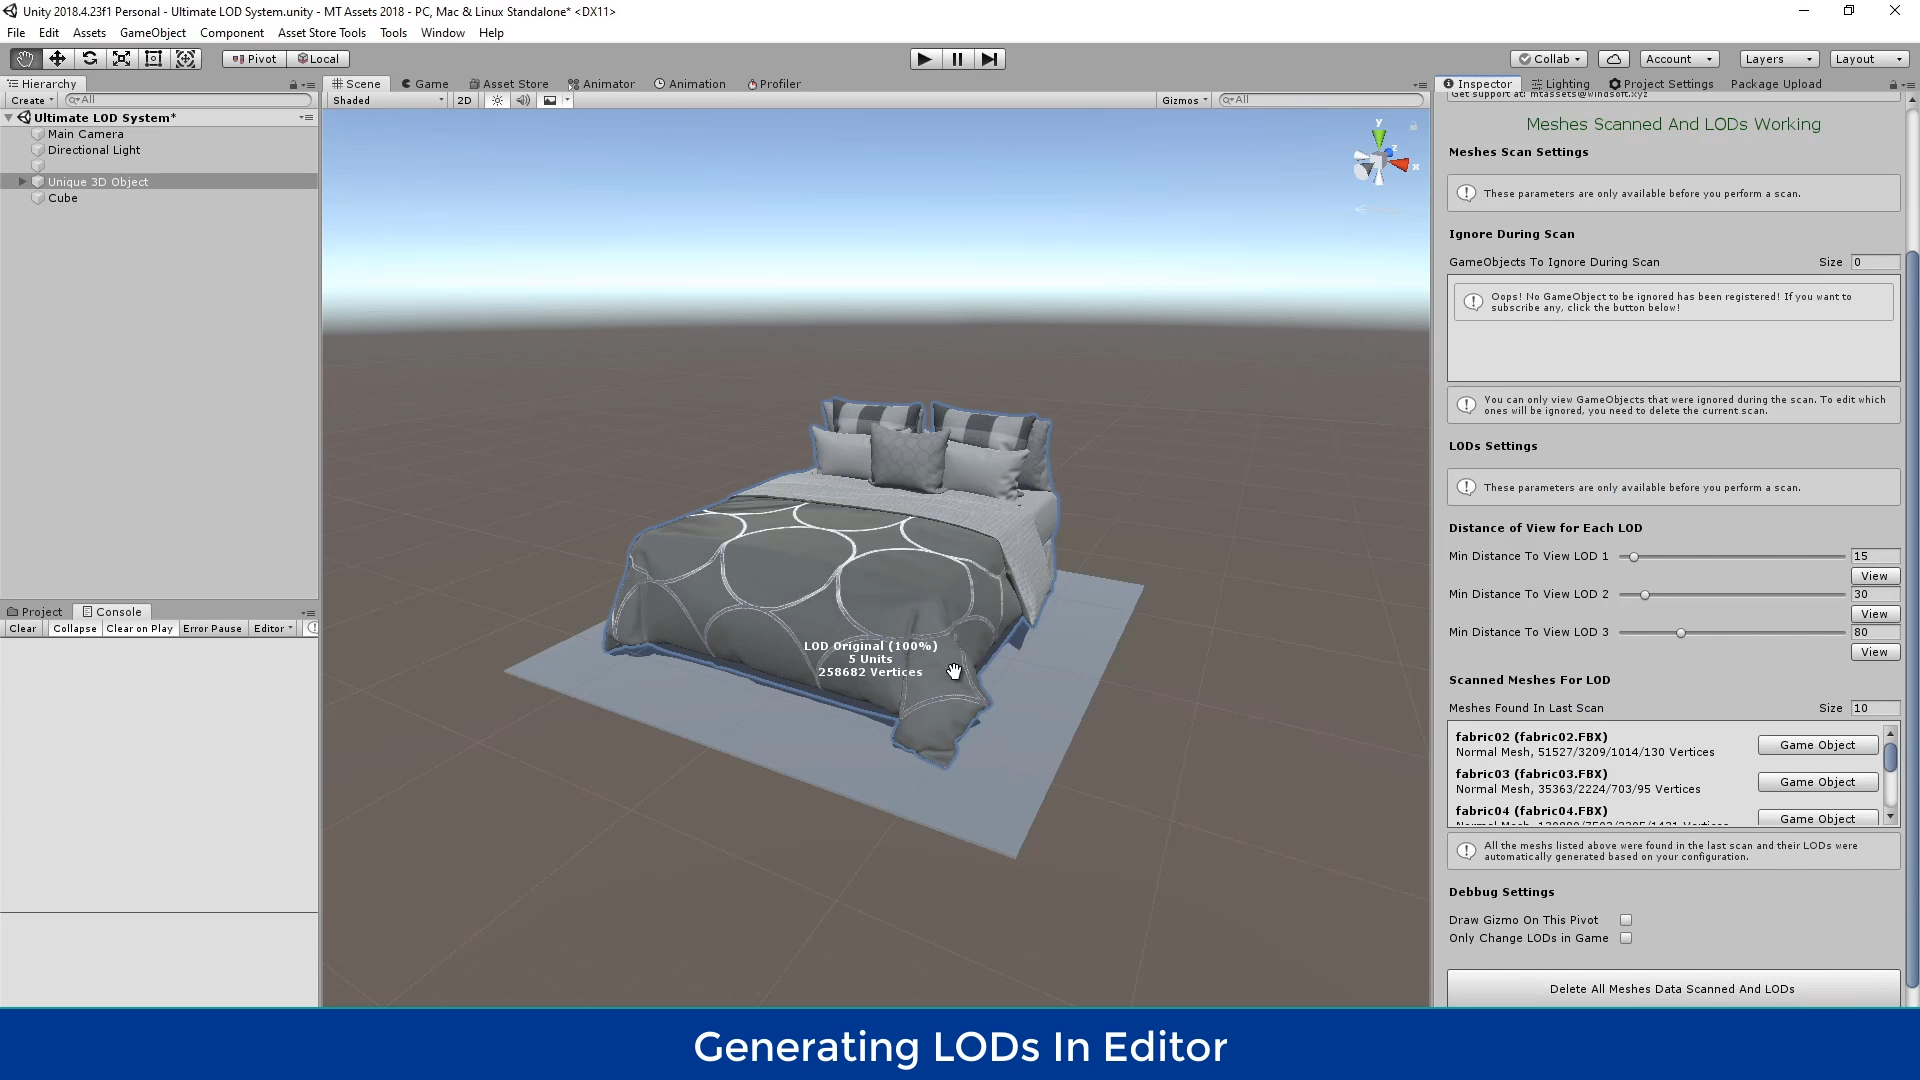 Unity 2018.4.23f1 Personal - Ultimate LOD System.unity - MT Assets 2018 - PC, Mac & Linux Standalone* <DX11>
File Edit Assets GameObject Component Asset Store Tools Tools Window Help
Pivot Local Collab Account Layers Layout
Hierarchy
Create All
Ultimate LOD System*
Main Camera
Directional Light
Unique 3D Object
Cube
Project Console
Clear Collapse Clear on Play Error Pause Editor
Scene Game Asset Store Animator Animation Profiler
Shaded 2D Gizmos All
y
z
x
LOD Original (100%)
5 Units
258682 Vertices
Inspector Lighting Project Settings Package Upload
Get support at: mtassets@windsoft.xyz
Meshes Scanned And LODs Working
Meshes Scan Settings
These parameters are only available before you perform a scan.
Ignore During Scan
GameObjects To Ignore During Scan Size 0
Oops! No GameObject to be ignored has been registered! If you want to
subscribe any, click the button below!
You can only view GameObjects that were ignored during the scan. To edit which
ones will be ignored, you need to delete the current scan.
LODs Settings
These parameters are only available before you perform a scan.
Distance of View for Each LOD
Min Distance To View LOD 1 15
View
Min Distance To View LOD 2 30
View
Min Distance To View LOD 3 80
View
Scanned Meshes For LOD
Meshes Found In Last Scan Size 10
fabric02 (fabric02.FBX)
Normal Mesh, 51527/3209/1014/130 Vertices
Game Object
fabric03 (fabric03.FBX)
Normal Mesh, 35363/2224/703/95 Vertices
Game Object
fabric04 (fabric04.FBX)
Game Object
All the meshs listed above were found in the last scan and their LODs were
automatically generated based on your configuration.
Debbug Settings
Draw Gizmo On This Pivot
Only Change LODs in Game
Delete All Meshes Data Scanned And LODs
Generating LODs In Editor